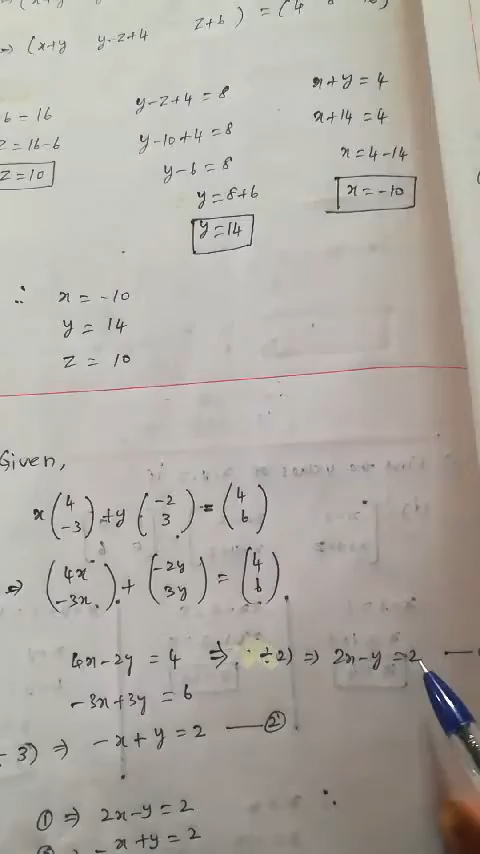 ⇒ (x+y y-z+4 z+6) = (4 8 16)
6 = 16
z = 16-6
z = 10
y-z+4 = 8
y-10+4 = 8
y-6 = 8
y = 8+6
y = 14
x+y = 4
x+14 = 4
x = 4-14
x = -10
∴ x = -10
y = 14
z = 10
Given,
x(4 -3) + y(-2 3) = (4 6)
⇒ (4x -3x) + (-2y 3y) = (4 6)
4x-2y = 4 ⇒ ÷2) ⇒ 2x-y = 2 —
-3x+3y = 6
÷ 3) ⇒ -x+y = 2 — ②
① ⇒ 2x-y = 2
-x+y = 2